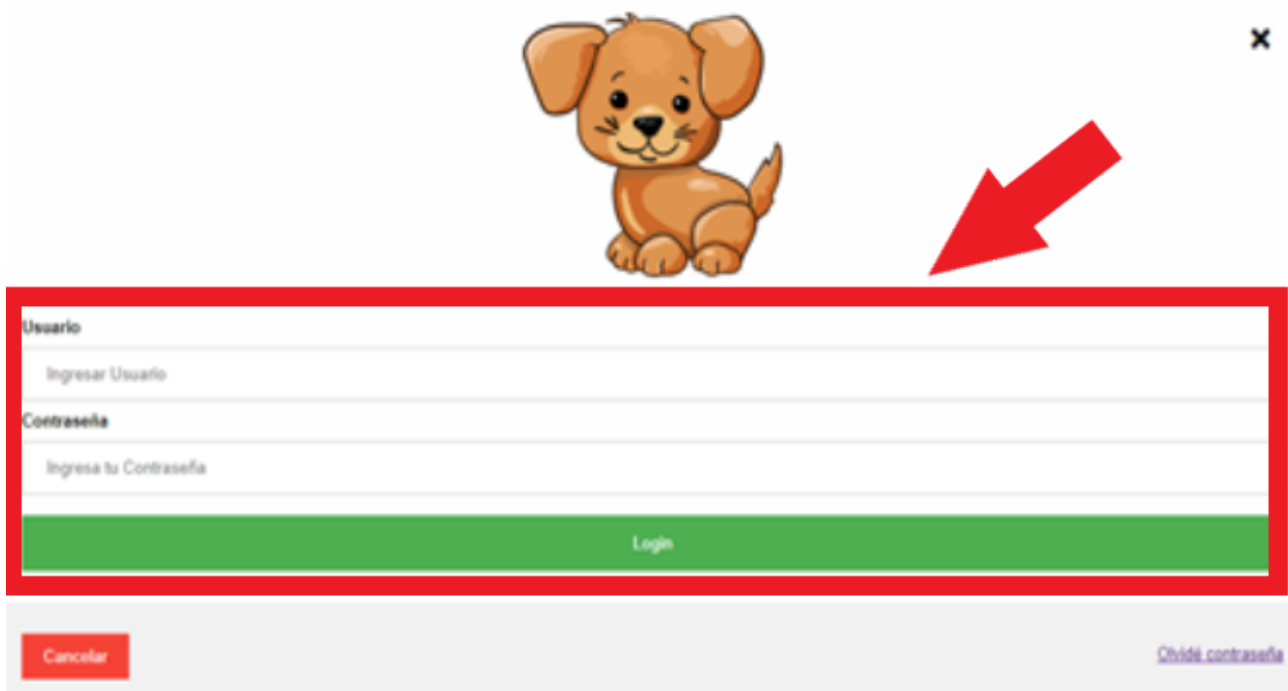 Usuario
Ingresar Usuario
Contraseña
Ingresa tu Contraseña
Login
Cancelar
Olvidé contraseña